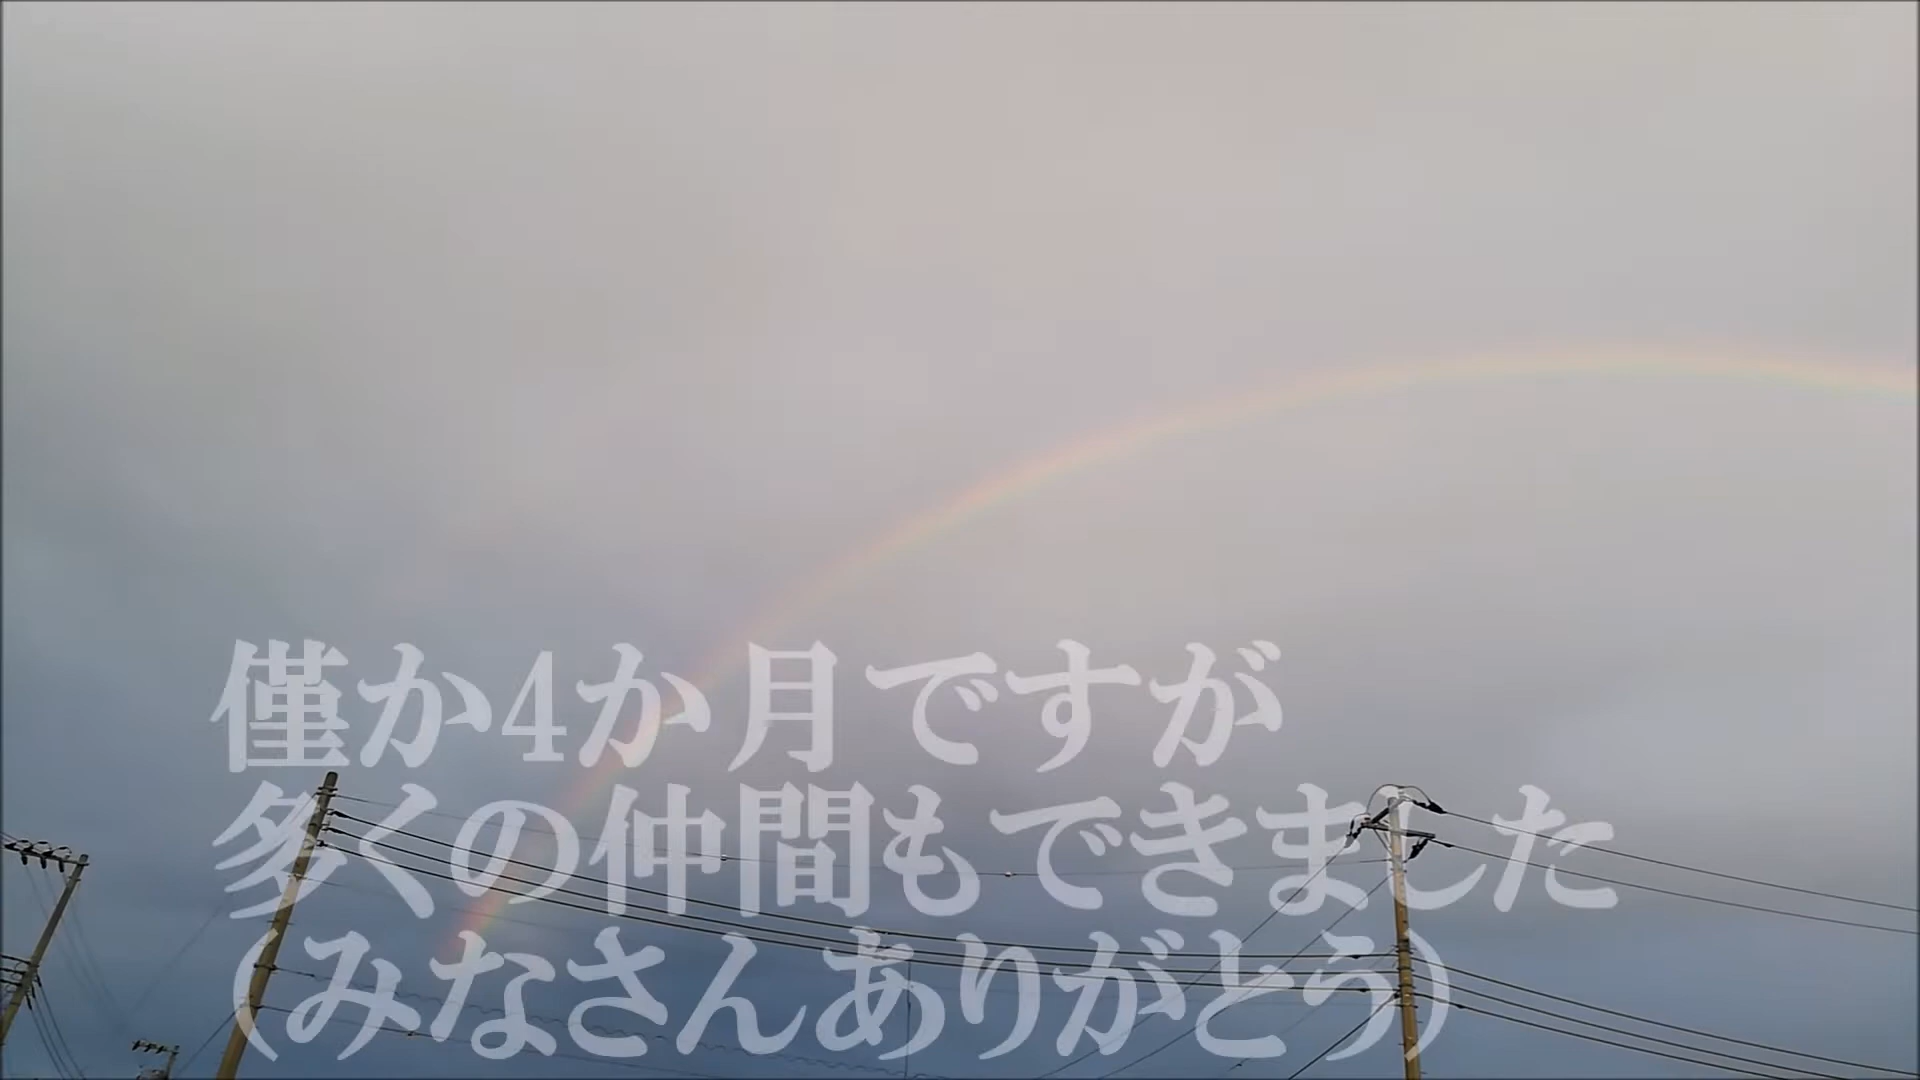 僅か4か月ですが
多くの仲間もできました
(みなさんありがとう)